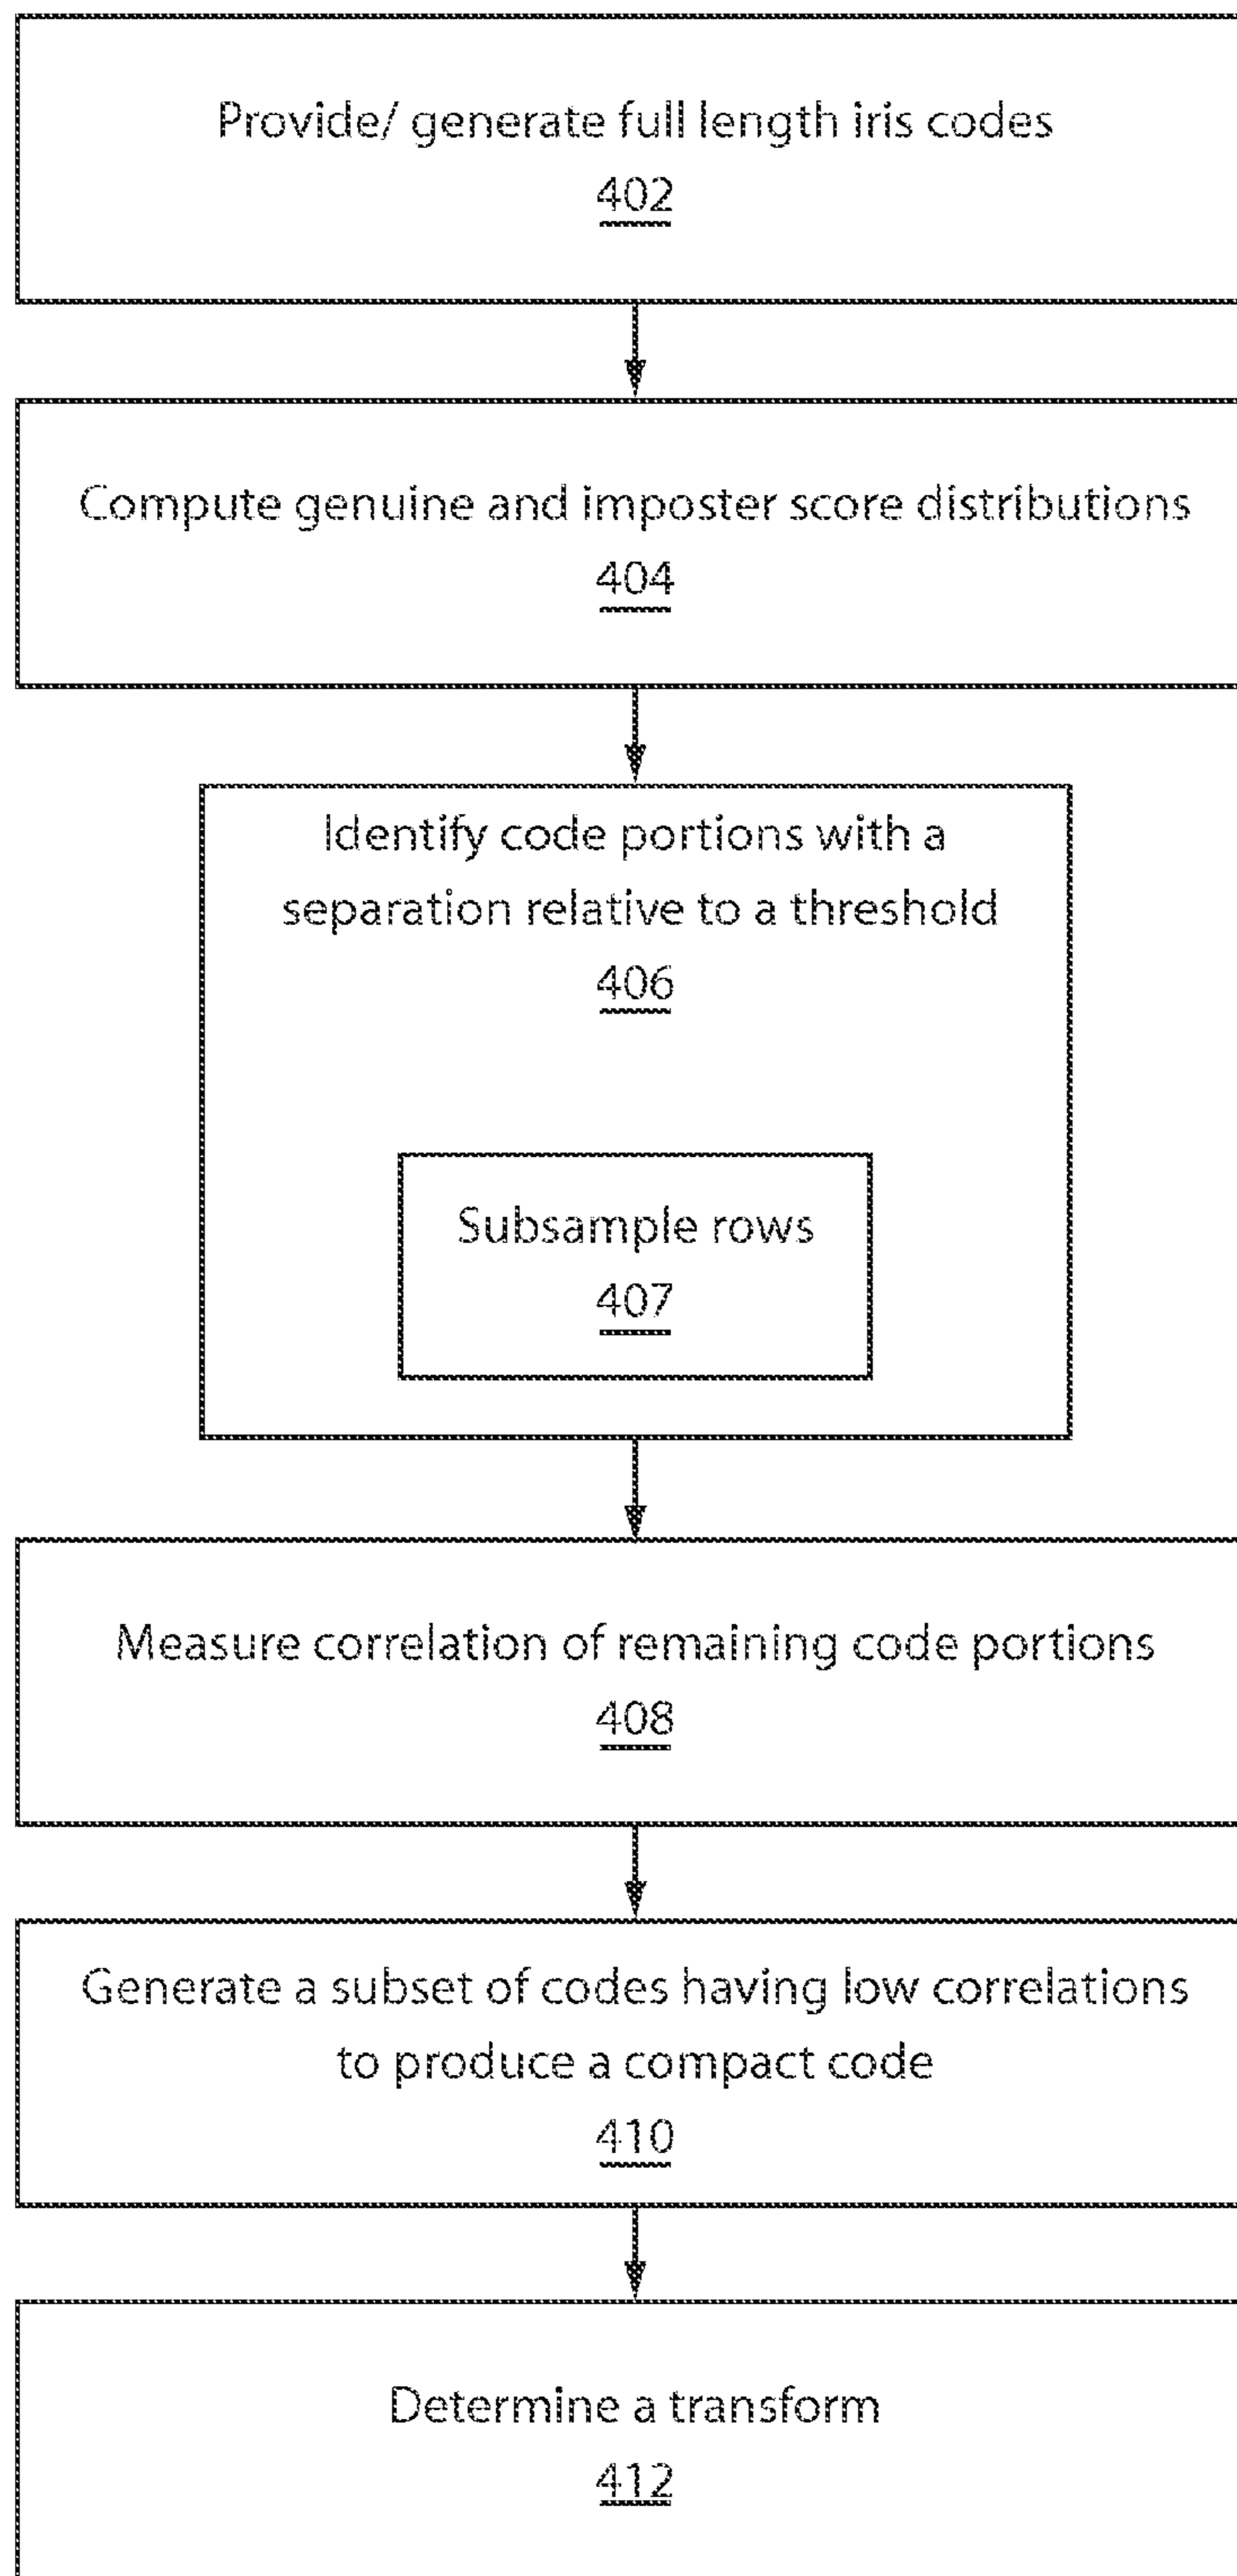 Provide/ generate full length iris codes
402
Compute genuine and imposter score distributions
404
Identify code portions with a
separation relative to a threshold
406
Subsample rows
407
Measure correlation of remaining code portions
408
Generate a subset of codes having low correlations
to produce a compact code
410
Determine a transform
412